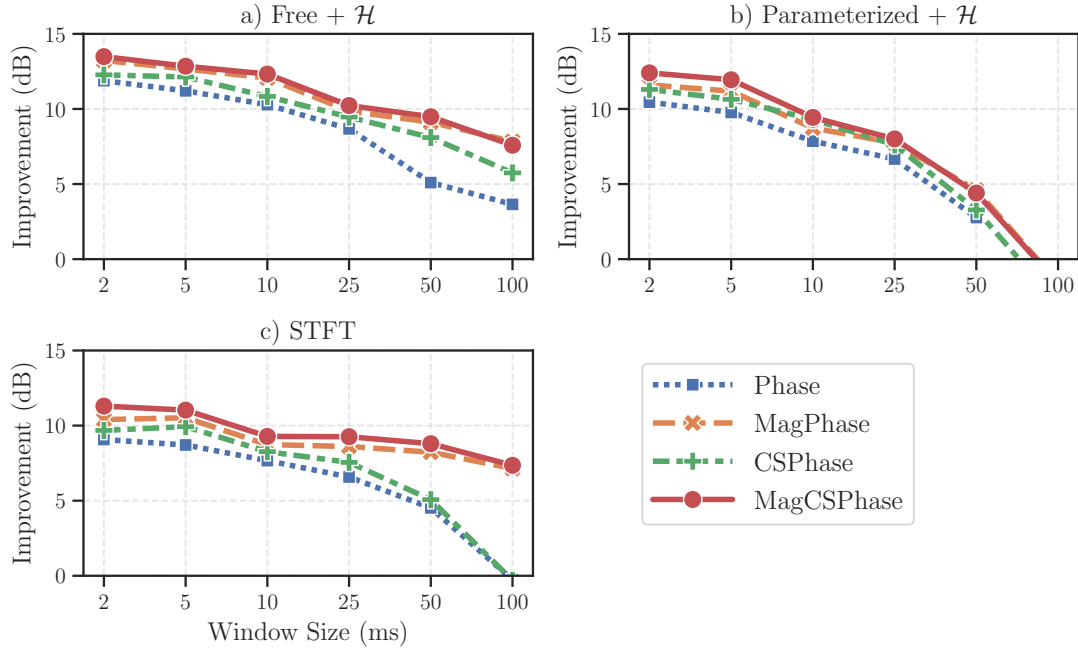 a) Free + ℋ
Improvement (dB)
15
10
5
0
2 5 10 25 50 100
b) Parameterized + ℋ
Improvement (dB)
15
10
5
0
2 5 10 25 50 100
c) STFT
Improvement (dB)
15
10
5
0
2 5 10 25 50 100
Window Size (ms)
Phase
MagPhase
CSPhase
MagCSPhase